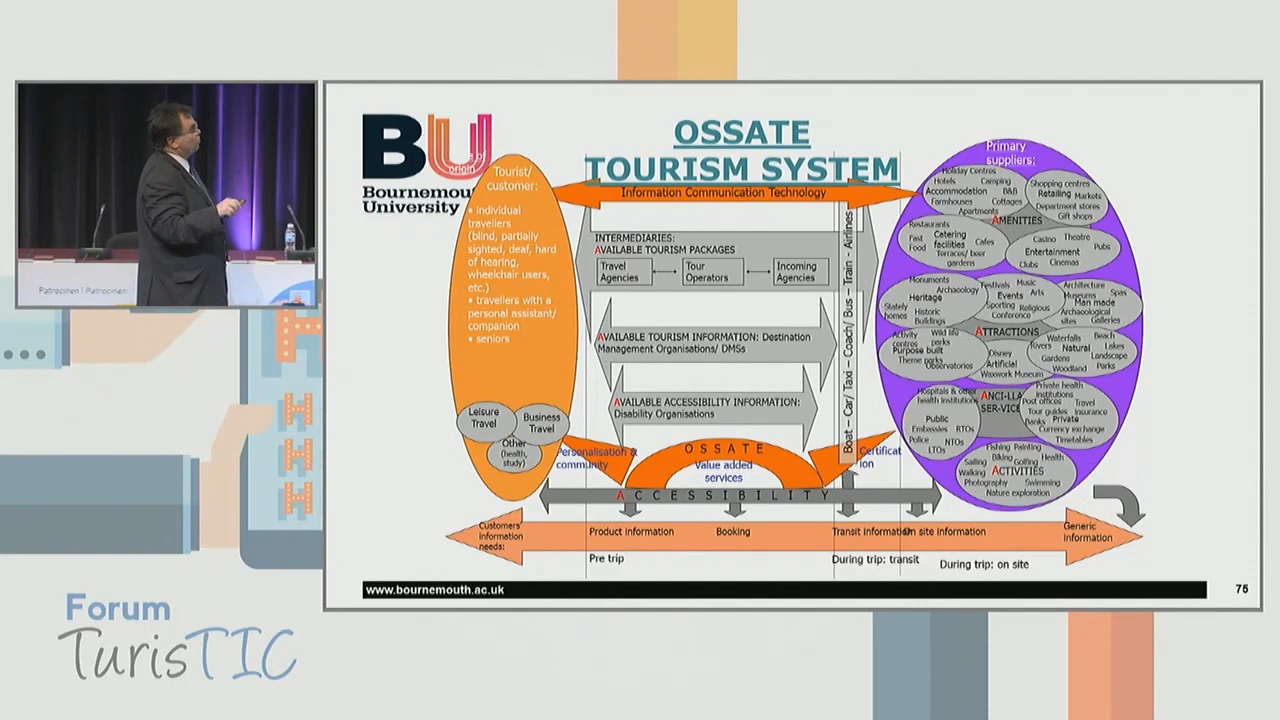 BU
Bournemouth
University
OSSATE
TOURISM SYSTEM
Information Communication Technology
origin
Tourist/
customer:
• individual
travellers
(blind, partially
sighted, deaf, hard
of hearing,
wheelchair users,
etc.)
• travellers with a
personal assistant/
companion
• seniors
Leisure
Travel
Business
Travel
Other
(health,
study)
INTERMEDIARIES:
AVAILABLE TOURISM PACKAGES
Travel
Agencies
Tour
Operators
Incoming
Agencies
AVAILABLE TOURISM INFORMATION: Destination
Management Organisations/ DMSs
AVAILABLE ACCESSIBILITY INFORMATION:
Disability Organisations
Boat – Car/ Taxi – Coach/ Bus – Train - Airlines
Personalisation &
community
OSSATE
Value added
services
Certificat
ion
ACCESSIBILITY
Primary
suppliers:
Holiday Centres
Hotels Camping
Accommodation B&B
Farmhouses Cottages
Apartments
Shopping centres
Retailing Markets
Department stores
Gift shops
AMENITIES
Restaurants
Fast
Food
Catering
facilities
Cafes
Terraces/ beer
gardens
Casino Theatre
Pubs
Entertainment
Clubs Cinemas
Monuments
Archaeology
Heritage
Stately
homes
Historic
Buildings
Festivals Music
Events Arts
Sporting Religious
Conference
Architecture
Museums Spas
Man made
Archaeological
sites
Galleries
ATTRACTIONS
Activity
centres
Wild life
parks
Purpose built
Theme parks
Observatories
Disney
Artificial
Waxwork Museum
Waterfalls Beach
Rivers Natural Lakes
Gardens Landscape
Woodland Parks
Hospitals & other
health institutions
Public
Embassies RTOs
Police NTOs
LTOs
ANCI-LLA
SER-VICE
Private health
institutions
Post offices Travel
Tour guides insurance
Banks Private
Currency exchange
Timetables
Fishing Painting
Biking Health
Sailing Golfing
Walking ACTIVITIES
Photography Swimming
Nature exploration
Customers'
information
needs:
Product information
Booking
Transit information
On site information
Generic
information
Pre trip
During trip: transit
During trip: on site
www.bournemouth.ac.uk
75
Patrocinen | Patrocinen:
Forum
TurisTIC